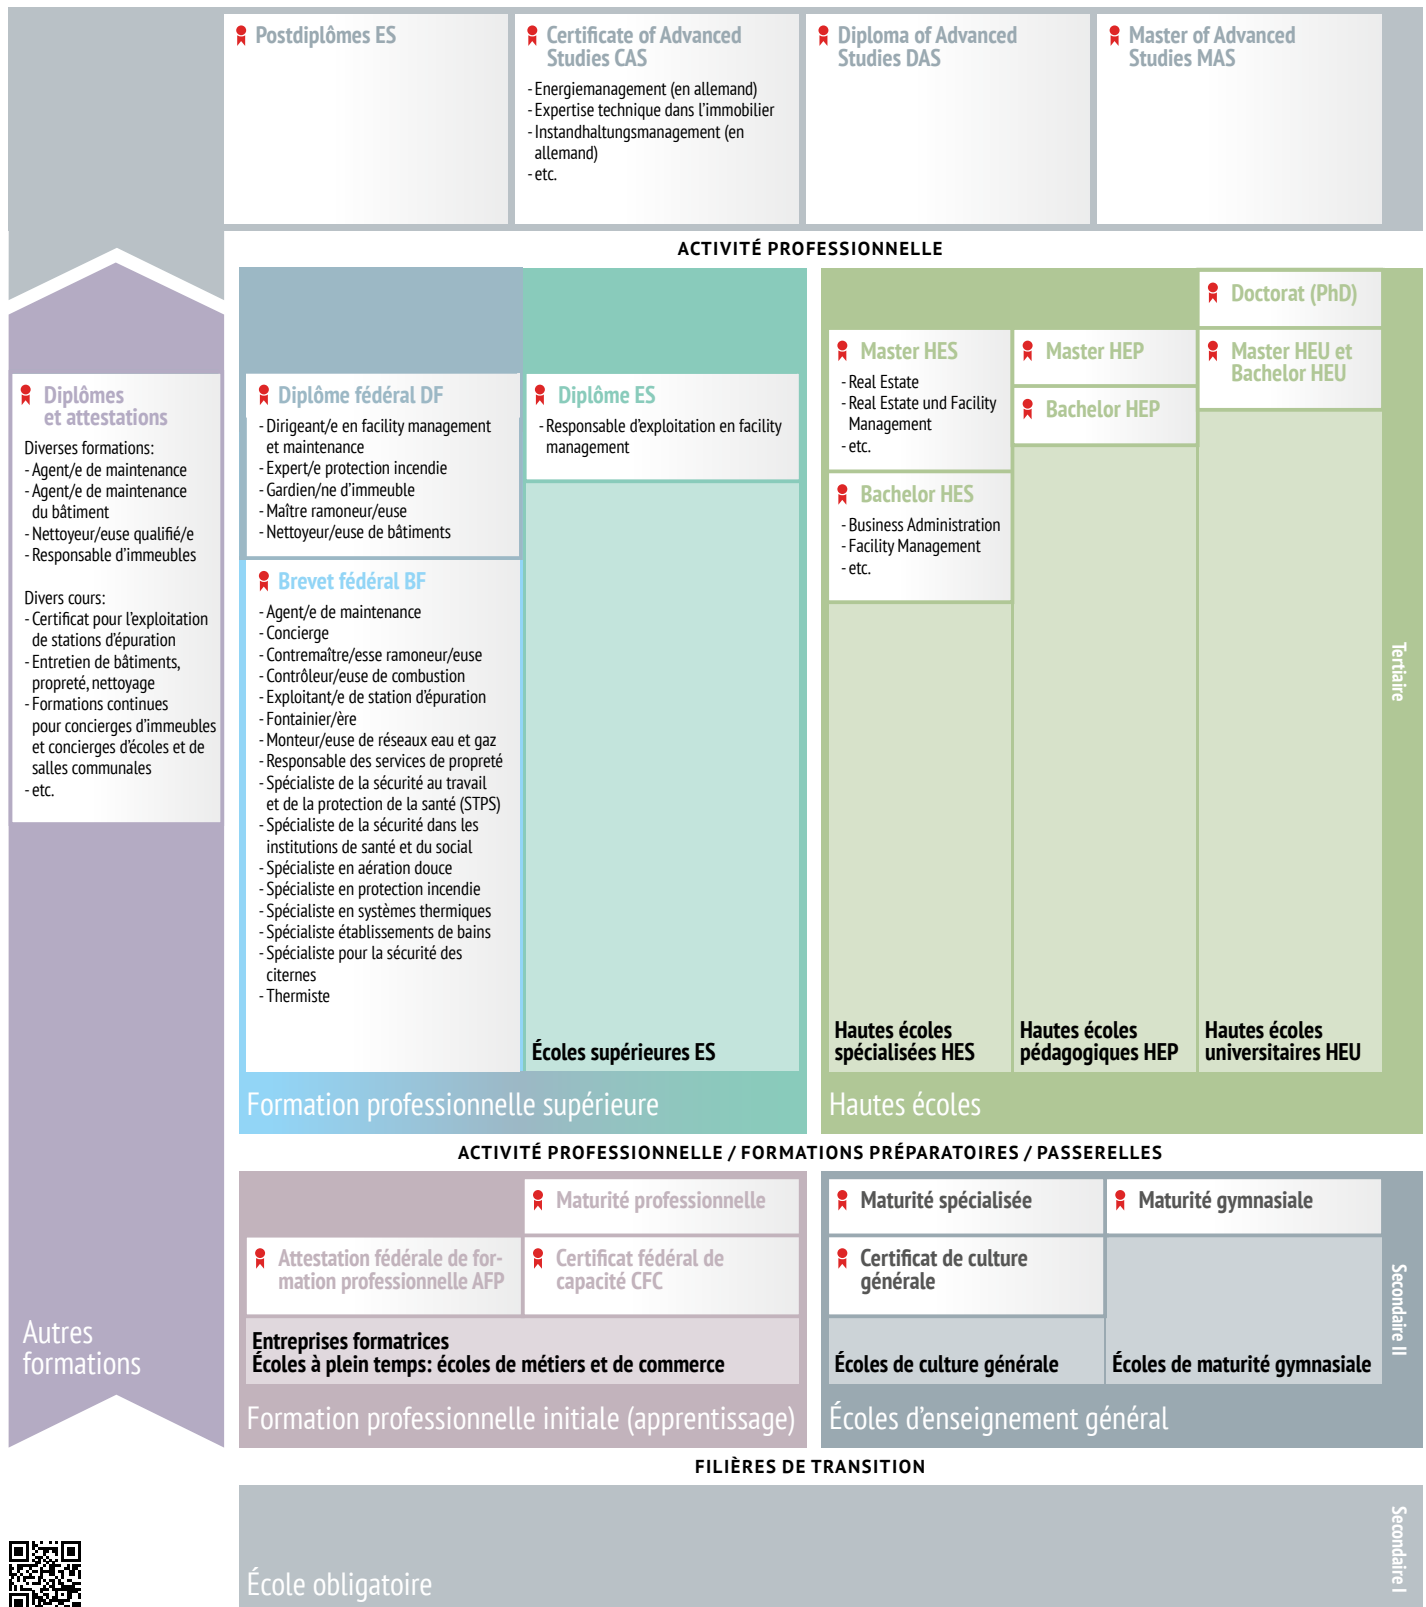 Postdiplômes ES
Certificate of Advanced
Studies CAS
- Energiemanagement (en allemand)
- Expertise technique dans l'immobilier
- Instandhaltungsmanagement (en
allemand)
- etc.
Diploma of Advanced
Studies DAS
Master of Advanced
Studies MAS
ACTIVITÉ PROFESSIONNELLE
Diplômes
et attestations
Diverses formations:
- Agent/e de maintenance
- Agent/e de maintenance
du bâtiment
- Nettoyeur/euse qualifié/e
- Responsable d'immeubles
Divers cours:
- Certificat pour l'exploitation
de stations d'épuration
- Entretien de bâtiments,
propreté, nettoyage
- Formations continues
pour concierges d'immeubles
et concierges d'écoles et de
salles communales
- etc.
Autres
formations
Diplôme fédéral DF
- Dirigeant/e en facility management
et maintenance
- Expert/e protection incendie
- Gardien/ne d'immeuble
- Maître ramoneur/euse
- Nettoyeur/euse de bâtiments
Brevet fédéral BF
- Agent/e de maintenance
- Concierge
- Contremaître/esse ramoneur/euse
- Contrôleur/euse de combustion
- Exploitant/e de station d'épuration
- Fontainier/ère
- Monteur/euse de réseaux eau et gaz
- Responsable des services de propreté
- Spécialiste de la sécurité au travail
et de la protection de la santé (STPS)
- Spécialiste de la sécurité dans les
institutions de santé et du social
- Spécialiste en aération douce
- Spécialiste en protection incendie
- Spécialiste en systèmes thermiques
- Spécialiste établissements de bains
- Spécialiste pour la sécurité des
citernes
- Thermiste
Diplôme ES
- Responsable d'exploitation en facility
management
Écoles supérieures ES
Formation professionnelle supérieure
Master HES
- Real Estate
- Real Estate und Facility
Management
- etc.
Bachelor HES
- Business Administration
- Facility Management
- etc.
Hautes écoles
spécialisées HES
Master HEP
Bachelor HEP
Hautes écoles
pédagogiques HEP
Doctorat (PhD)
Master HEU et
Bachelor HEU
Hautes écoles
universitaires HEU
Hautes écoles
Tertiaire
ACTIVITÉ PROFESSIONNELLE / FORMATIONS PRÉPARATOIRES / PASSERELLES
Maturité professionnelle
Attestation fédérale de for-
mation professionnelle AFP
Certificat fédéral de
capacité CFC
Entreprises formatrices
Écoles à plein temps: écoles de métiers et de commerce
Formation professionnelle initiale (apprentissage)
Maturité spécialisée
Certificat de culture
générale
Écoles de culture générale
Maturité gymnasiale
Écoles de maturité gymnasiale
Écoles d'enseignement général
Secondaire II
FILIÈRES DE TRANSITION
École obligatoire
Secondaire I